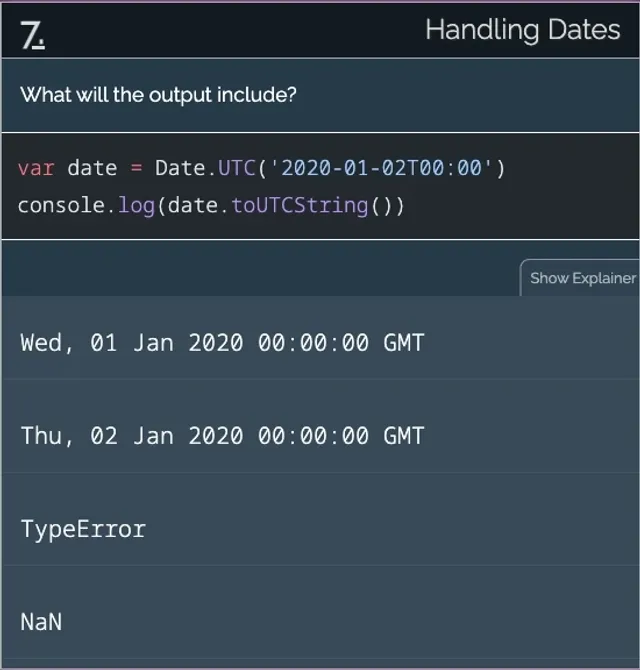 7.
Handling Dates
What will the output include?
var date = Date.UTC('2020-01-02T00:00')
console.log(date.toUTCString())
Show Explainer
Wed, 01 Jan 2020 00:00:00 GMT
Thu, 02 Jan 2020 00:00:00 GMT
TypeError
NaN